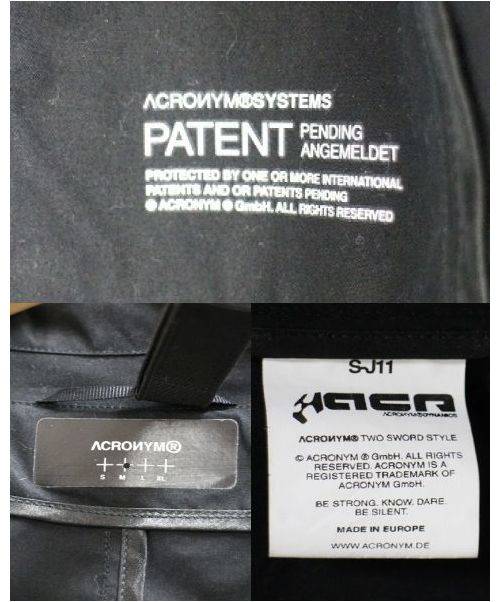 ACRONYM®SYSTEMS
PATENT PENDING
ANGEMELDET
PROTECTED BY ONE OR MORE INTERNATIONAL
PATENTS AND OR PATENTS PENDING
© ACRONYM ® GmbH. ALL RIGHTS RESERVED
ACRONYM®
S M L XL
S-J11
ACRONYM®DYNAMICS
ACRONYM® TWO SWORD STYLE
© ACRONYM ® GmbH. ALL RIGHTS
RESERVED. ACRONYM IS A
REGISTERED TRADEMARK OF
ACRONYM GmbH.
BE STRONG. KNOW. DARE.
BE SILENT.
MADE IN EUROPE
WWW.ACRONYM.DE